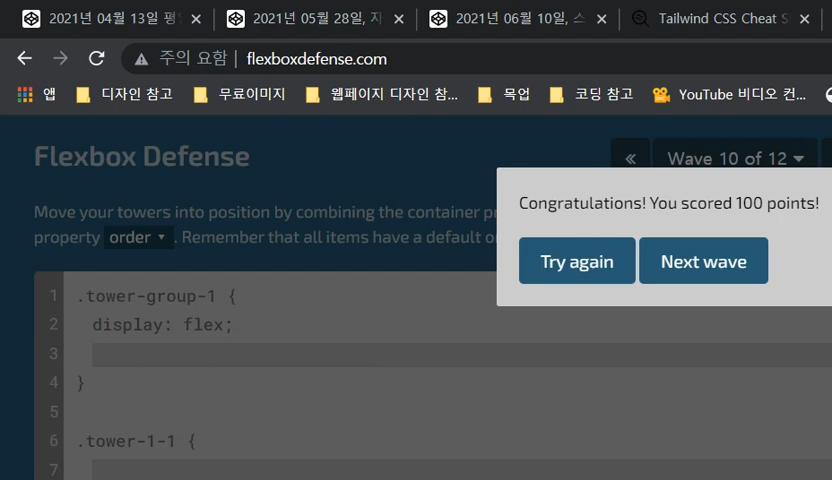 2021년 04월 13일 평일
2021년 05월 28일, 지
2021년 06월 10일, 스
Tailwind CSS Cheat S
주의 요함 | flexboxdefense.com
앱 디자인 참고 무료이미지 웹페이지 디자인 참... 목업 코딩 참고 YouTube 비디오 컨...
Flexbox Defense
« Wave 10 of 12
Move your towers into position by combining the container pr
property order . Remember that all items have a default o
Congratulations! You scored 100 points!
Try again
Next wave
1 .tower-group-1 {
2 display: flex;
3
4 }
5
6 .tower-1-1 {
7